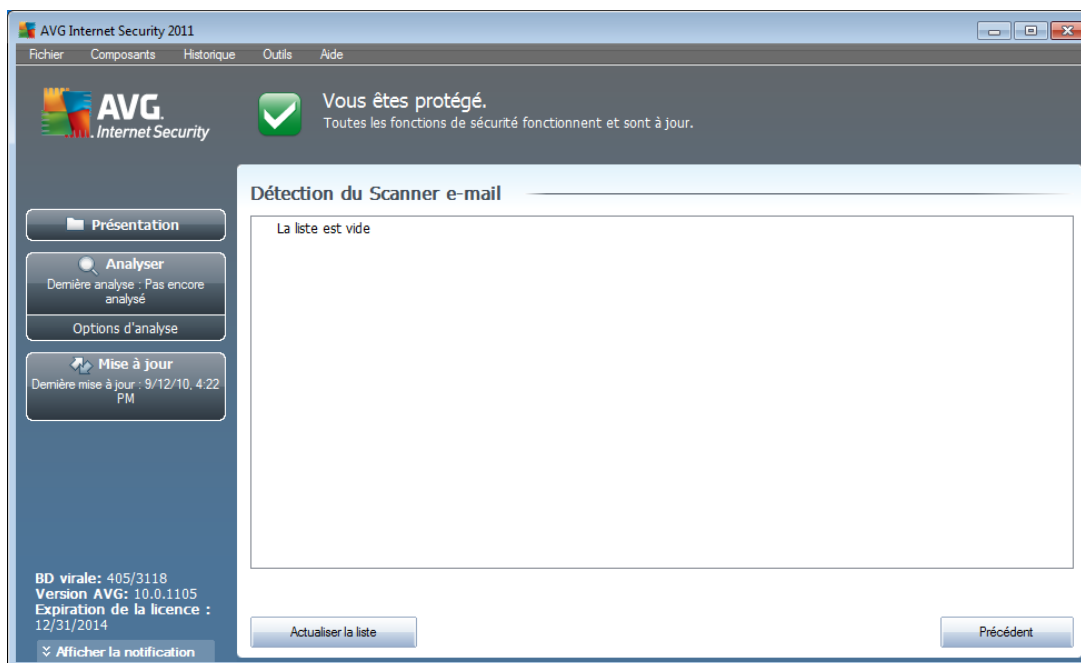 AVG Internet Security 2011
Fichier Composants Historique Outils Aide
AVG.
Internet Security
Vous êtes protégé.
Toutes les fonctions de sécurité fonctionnent et sont à jour.
Présentation
Analyser
Dernière analyse : Pas encore
analysé
Options d'analyse
Mise à jour
Dernière mise à jour : 9/12/10, 4:22
PM
BD virale: 405/3118
Version AVG: 10.0.1105
Expiration de la licence :
12/31/2014
Afficher la notification
Détection du Scanner e-mail
La liste est vide
Actualiser la liste
Précédent